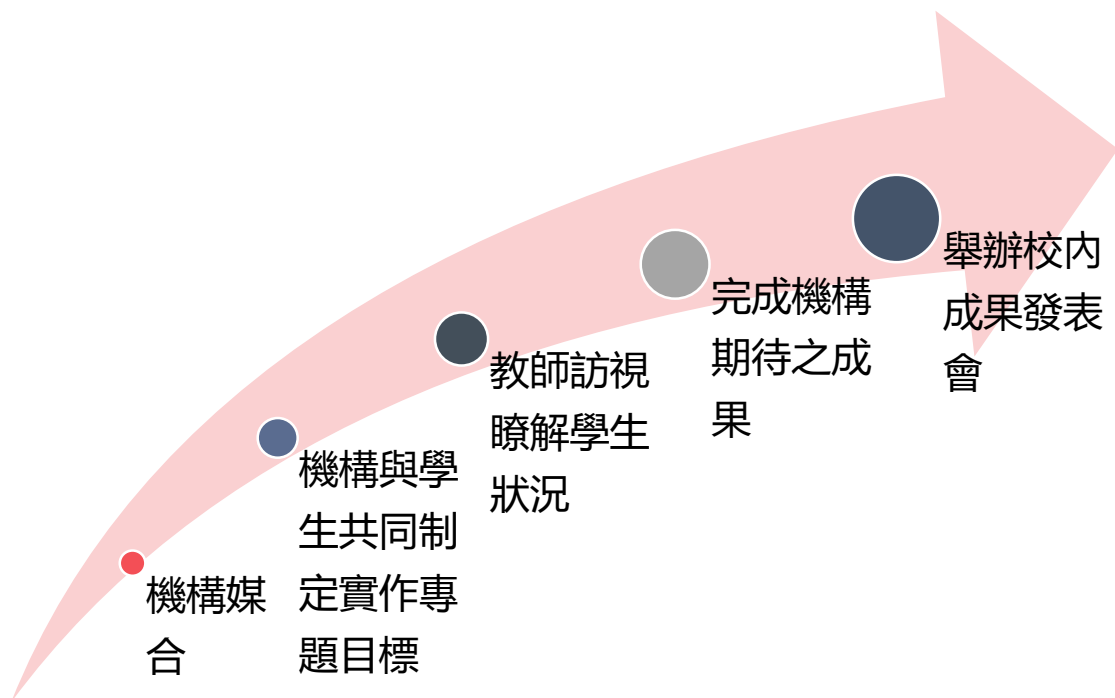 機構媒
合
機構與學
生共同制
定實作專
題目標
教師訪視
瞭解學生
狀況
完成機構
期待之成
果
舉辦校內
成果發表
會